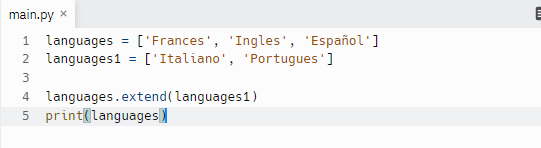 main.py ×
1 languages = ['Frances', 'Ingles', 'Español']
2 languages1 = ['Italiano', 'Portugues']
3
4 languages.extend(languages1)
5 print(languages)